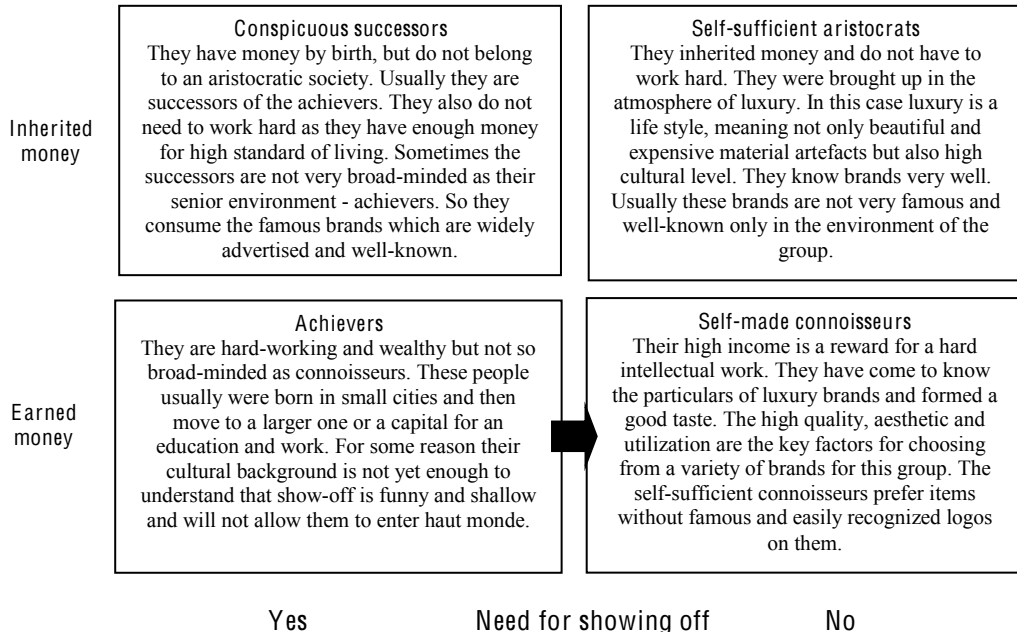 Conspicuous successors
They have money by birth, but do not belong
to an aristocratic society. Usually they are
successors of the achievers. They also do not
need to work hard as they have enough money
for high standard of living. Sometimes the
successors are not very broad-minded as their
senior environment - achievers. So they
consume the famous brands which are widely
advertised and well-known.
Self-sufficient aristocrats
They inherited money and do not have to
work hard. They were brought up in the
atmosphere of luxury. In this case luxury is a
life style, meaning not only beautiful and
expensive material artefacts but also high
cultural level. They know brands very well.
Usually these brands are not very famous and
well-known only in the environment of the
group.
Inherited
money
Achievers
They are hard-working and wealthy but not so
broad-minded as connoisseurs. These people
usually were born in small cities and then
move to a larger one or a capital for an
education and work. For some reason their
cultural background is not yet enough to
understand that show-off is funny and shallow
and will not allow them to enter haut monde.
Self-made connoisseurs
Their high income is a reward for a hard
intellectual work. They have come to know
the particulars of luxury brands and formed a
good taste. The high quality, aesthetic and
utilization are the key factors for choosing
from a variety of brands for this group. The
self-sufficient connoisseurs prefer items
without famous and easily recognized logos
on them.
Earned
money
Yes
Need for showing off
No